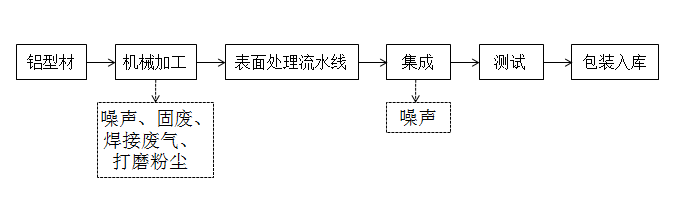 铝型材
机械加工
表面处理流水线
集成
测试
包装入库
噪声、固废、
焊接废气、
打磨粉尘
噪声